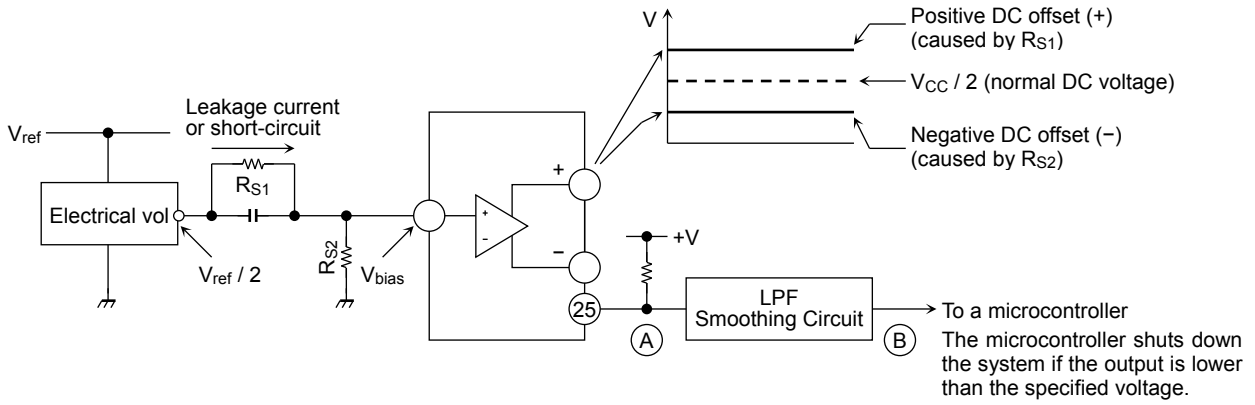 V
Positive DC offset (+)
(caused by RS1)
VCC / 2 (normal DC voltage)
Negative DC offset (−)
(caused by RS2)
Leakage current
or short-circuit
Vref
RS1
Electrical vol
Vref / 2
RS2
Vbias
+
-
+
−
25
+V
A
LPF
Smoothing Circuit
B
To a microcontroller
The microcontroller shuts down
the system if the output is lower
than the specified voltage.